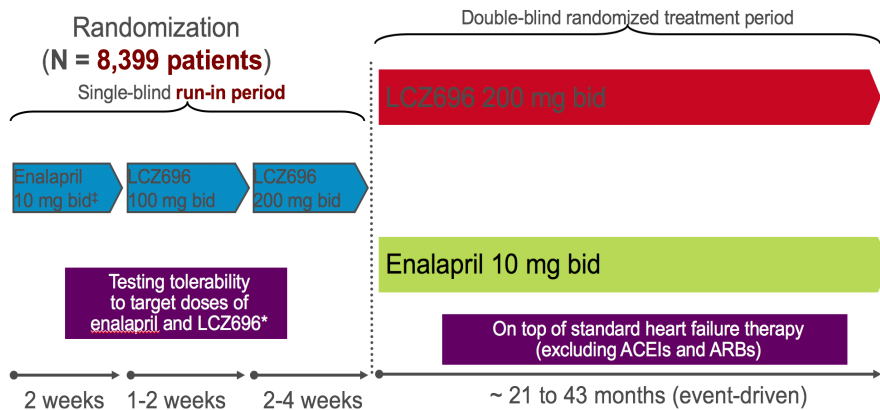 Randomization
(N = 8,399 patients)
Single-blind run-in period
Double-blind randomized treatment period
LCZ696 200 mg bid
Enalapril
10 mg bid‡
LCZ696
100 mg bid
LCZ696
200 mg bid
Enalapril 10 mg bid
Testing tolerability
to target doses of
enalapril and LCZ696*
On top of standard heart failure therapy
(excluding ACEIs and ARBs)
2 weeks
1-2 weeks
2-4 weeks
~ 21 to 43 months (event-driven)